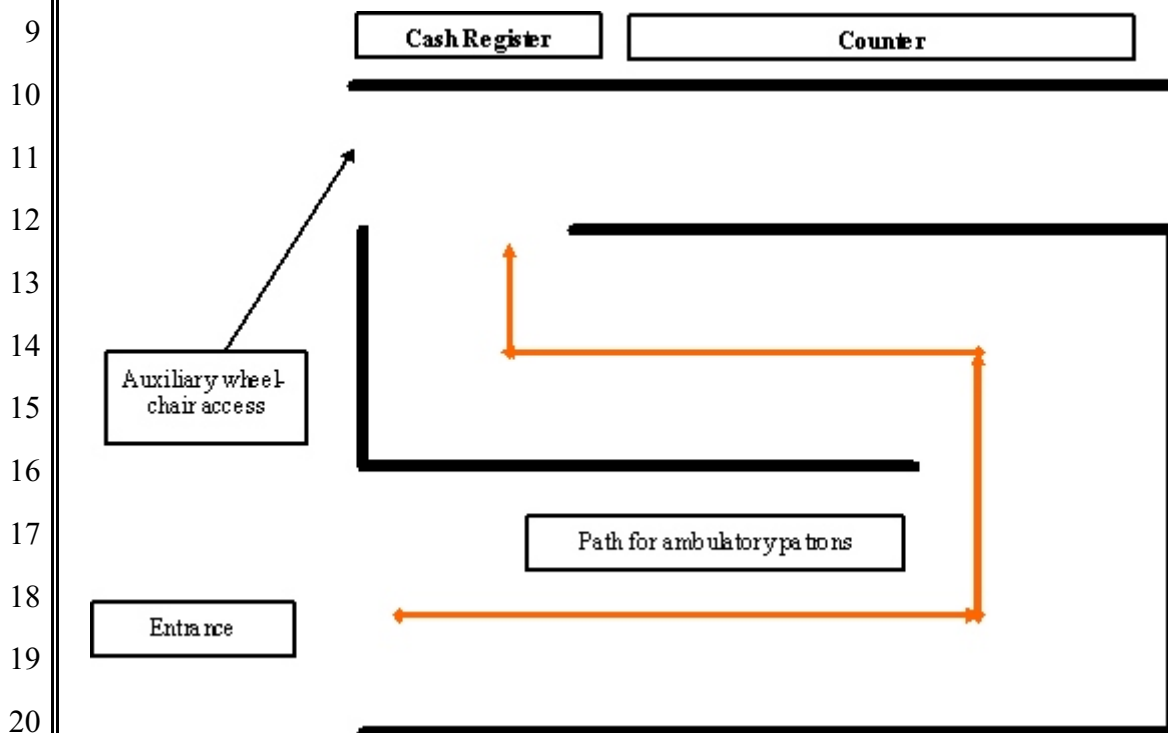 9
Cash Register
Counter
10
11
12
13
14
Auxiliary wheel-
chair access
15
16
17
Path for ambulatory patrons
18
Entrance
19
20